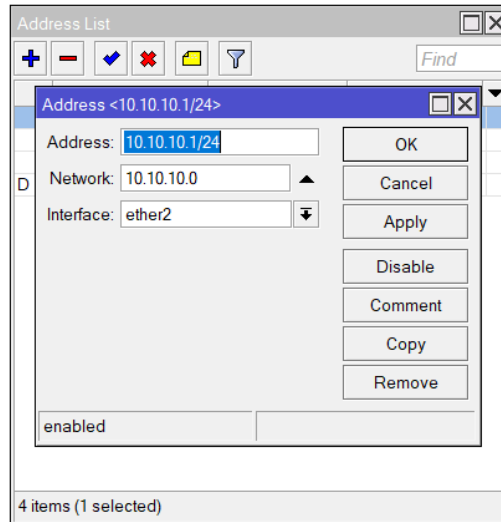 Address List
Find
Address <10.10.10.1/24>
Address: 10.10.10.1/24
OK
Network: 10.10.10.0
Cancel
Interface: ether2
Apply
D
Disable
Comment
Copy
Remove
enabled
4 items (1 selected)